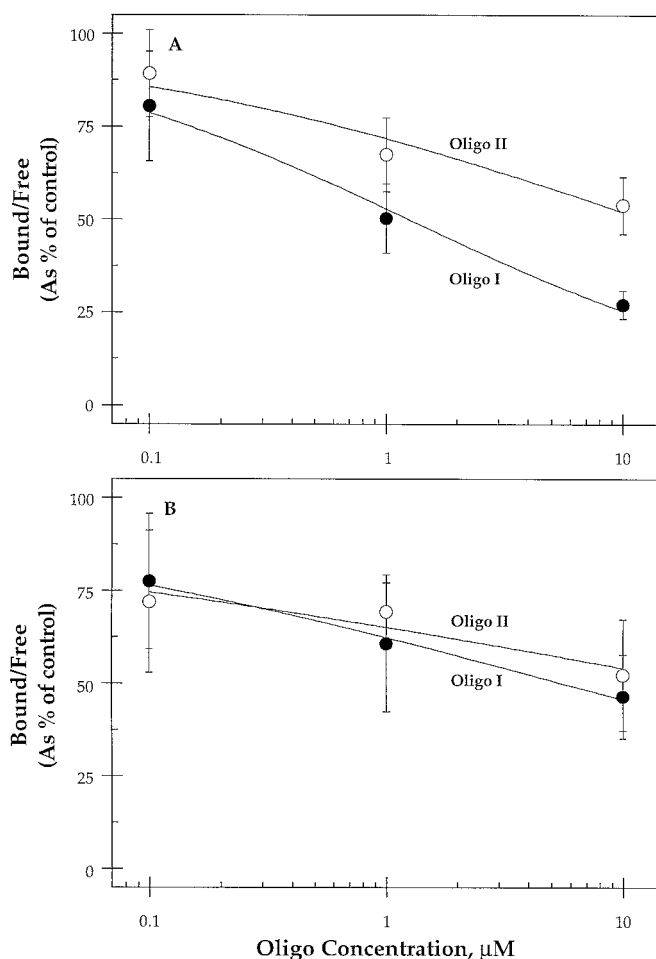 A
100
75
50
25
0
Bound/Free
(As % of control)
Oligo II
Oligo I
0.1 1 10
B
100
75
50
25
0
Bound/Free
(As % of control)
Oligo II
Oligo I
0.1 1 10
Oligo Concentration, µM